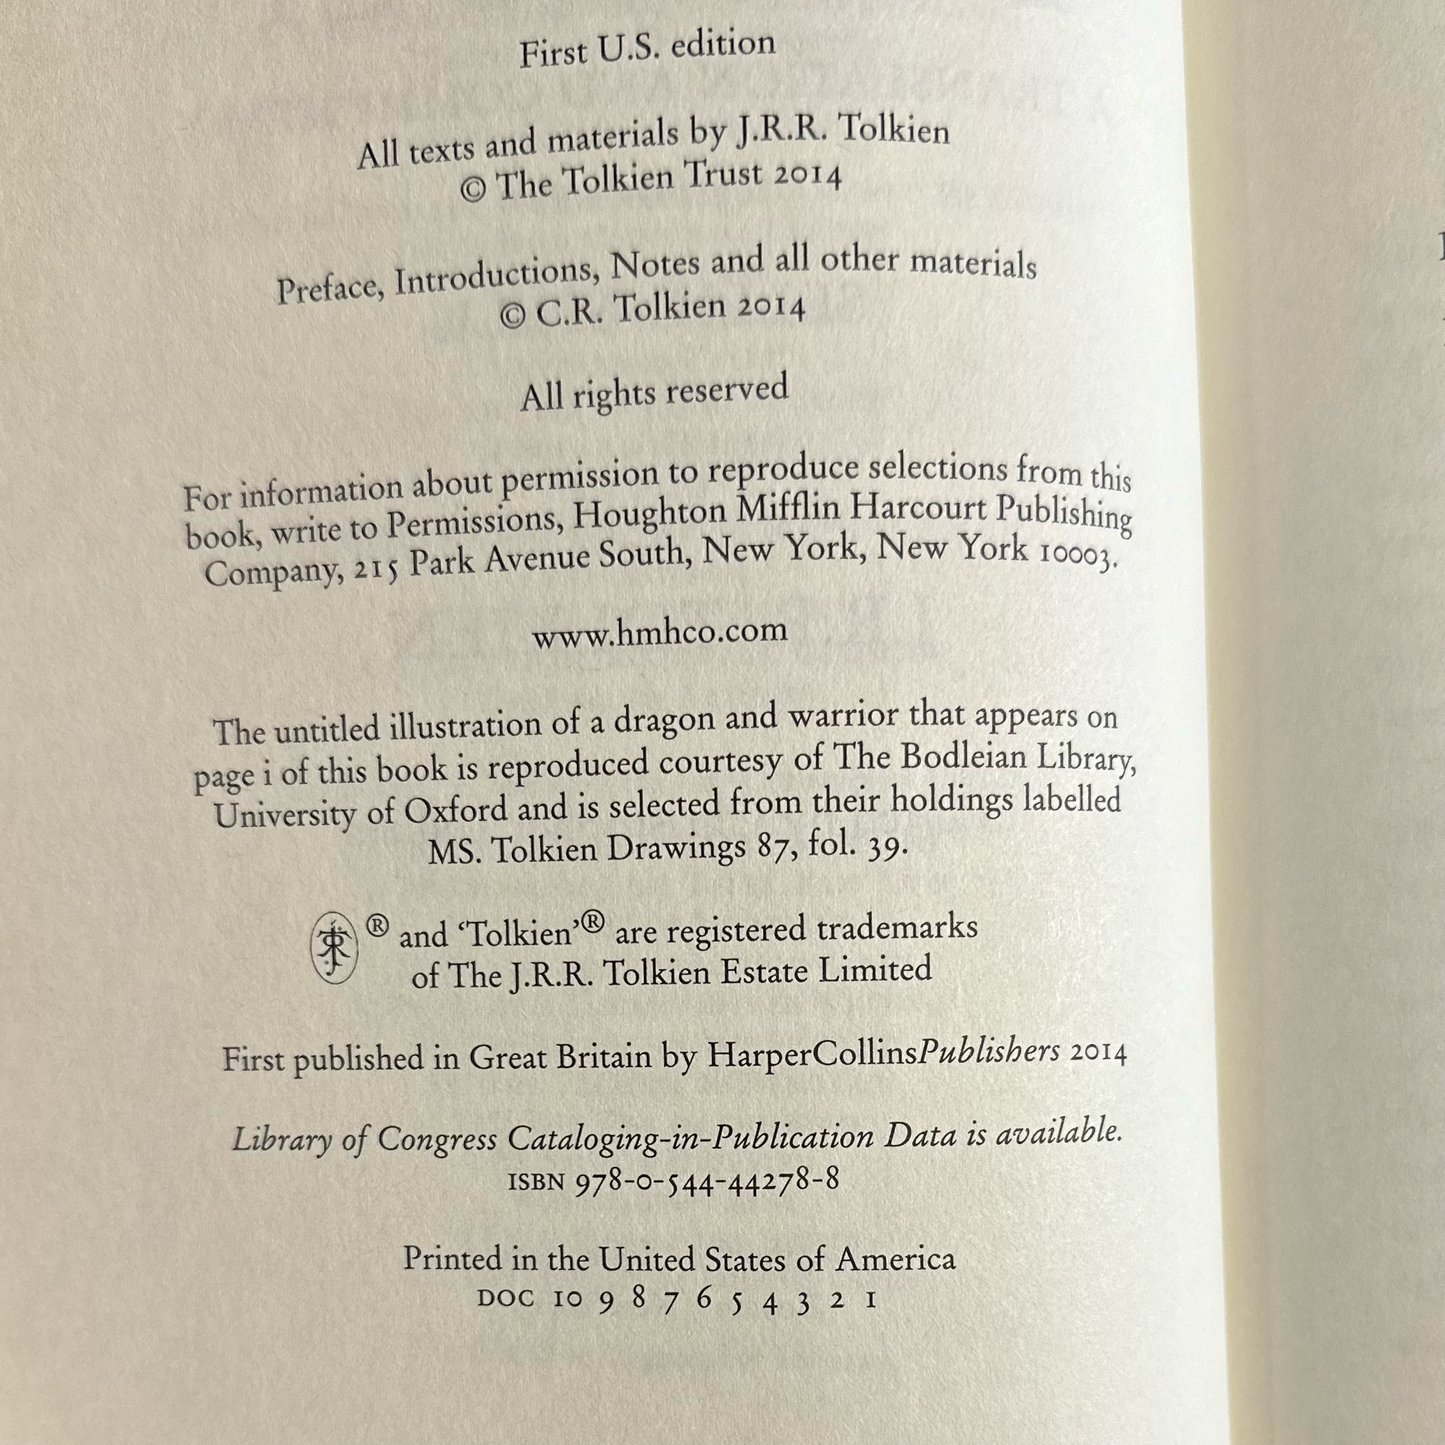 First U.S. edition
All texts and materials by J.R.R. Tolkien
© The Tolkien Trust 2014
Preface, Introductions, Notes and all other materials
© C.R. Tolkien 2014
All rights reserved
For information about permission to reproduce selections from this
book, write to Permissions, Houghton Mifflin Harcourt Publishing
Company, 215 Park Avenue South, New York, New York 10003.
www.hmhco.com
The untitled illustration of a dragon and warrior that appears on
page i of this book is reproduced courtesy of The Bodleian Library,
University of Oxford and is selected from their holdings labelled
MS. Tolkien Drawings 87, fol. 39.
® and ‘Tolkien’® are registered trademarks
of The J.R.R. Tolkien Estate Limited
First published in Great Britain by HarperCollinsPublishers 2014
Library of Congress Cataloging-in-Publication Data is available.
ISBN 978-0-544-44278-8
Printed in the United States of America
DOC 10 9 8 7 6 5 4 3 2 1